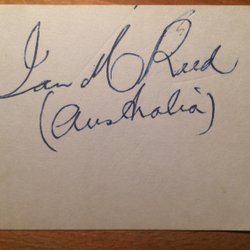 Ian M. Reed
(Australia)